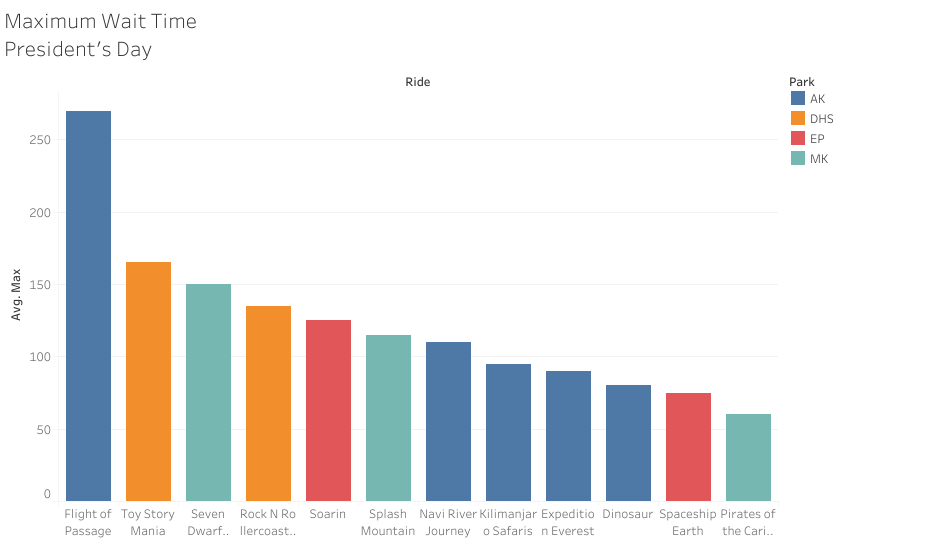 Maximum Wait Time
President's Day
Ride
Park
AK
DHS
EP
MK
Avg. Max
250
200
150
100
50
0
Flight of
Passage
Toy Story
Mania
Seven
Dwarf..
Rock N Ro
llercoast..
Soarin
Splash
Mountain
Navi River
Journey
Kilimanjar
o Safaris
Expeditio
n Everest
Dinosaur
Spaceship
Earth
Pirates of
the Cari..